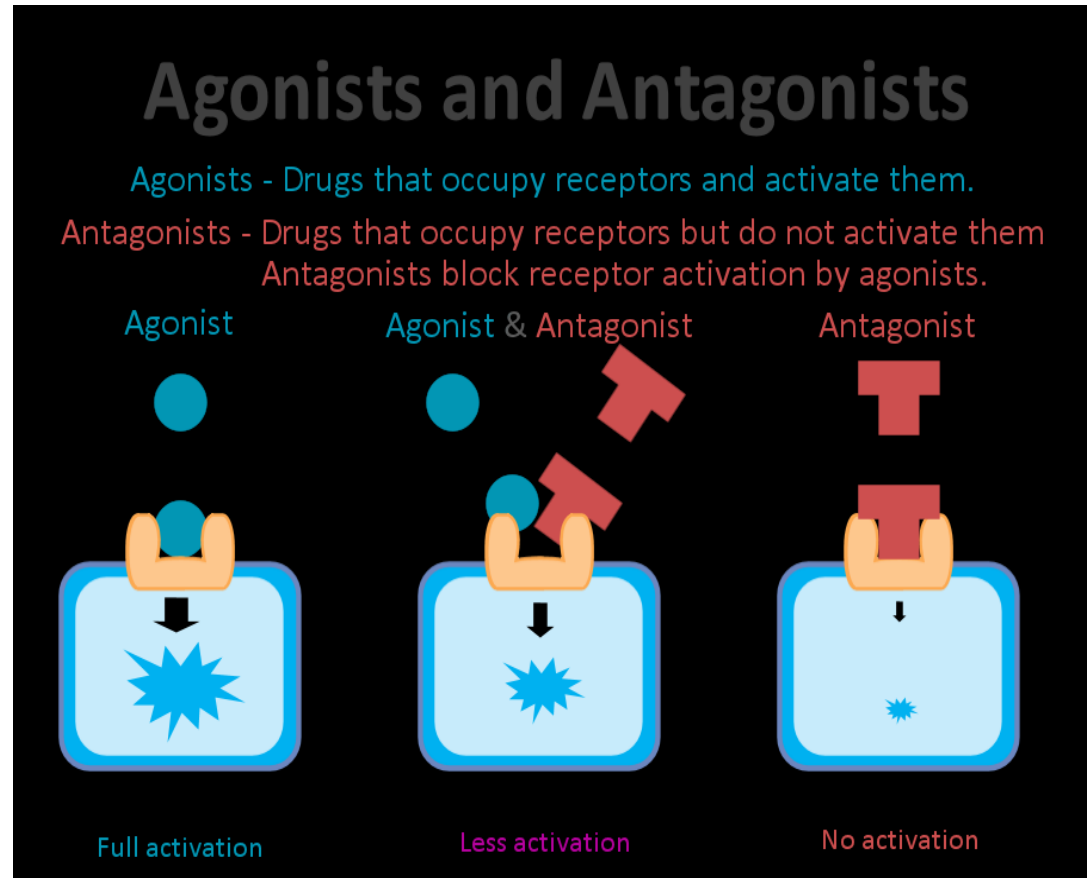 Agonists and Antagonists
Agonists - Drugs that occupy receptors and activate them.
Antagonists - Drugs that occupy receptors but do not activate them
Antagonists block receptor activation by agonists.
Agonist
Agonist & Antagonist
Antagonist
Full activation
Less activation
No activation